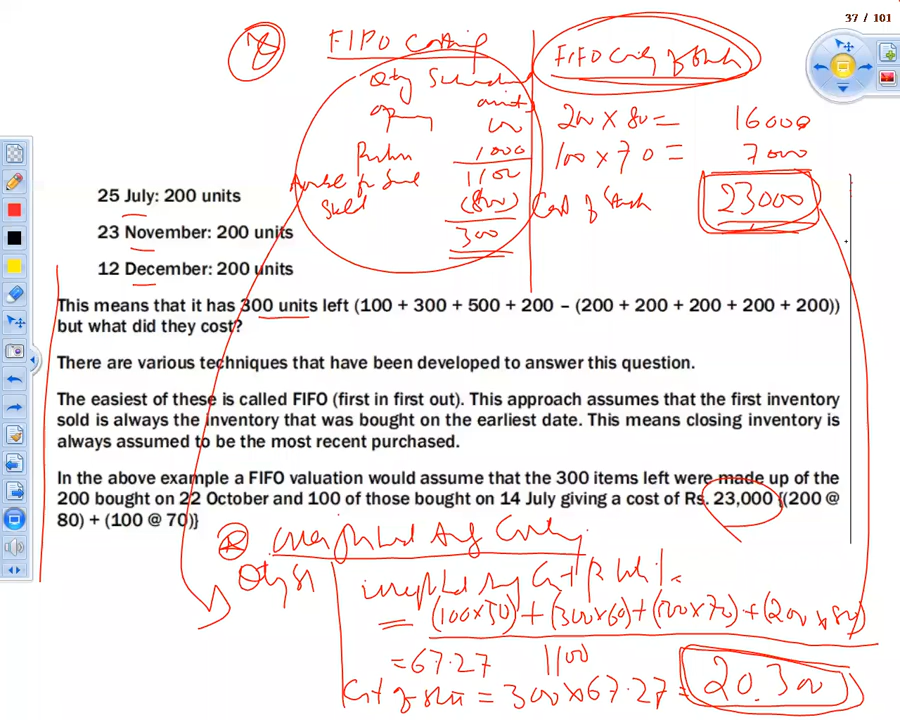 37 / 101
FIFO Costing
FIFO Costing of Stock
Qty Schedule
units
200 X 80 = 16000
1000
100 X 70 = 7000
1100
Sold (800) Cost of Stock 23000
300
25 July: 200 units
23 November: 200 units
12 December: 200 units
This means that it has 300 units left (100 + 300 + 500 + 200 – (200 + 200 + 200 + 200 + 200))
but what did they cost?
There are various techniques that have been developed to answer this question.
The easiest of these is called FIFO (first in first out). This approach assumes that the first inventory
sold is always the inventory that was bought on the earliest date. This means closing inventory is
always assumed to be the most recent purchased.
In the above example a FIFO valuation would assume that the 300 items left were made up of the
200 bought on 22 October and 100 of those bought on 14 July giving a cost of Rs. 23,000 {(200 @
80) + (100 @ 70)}
Weighted Avg Costing
Weighted Avg Cost P Unit =
= (100x50) + (300x60) + (500x70) + (200x80)
1100
= 67.27
Cost of Stock = 300 x 67.27 = 20,300